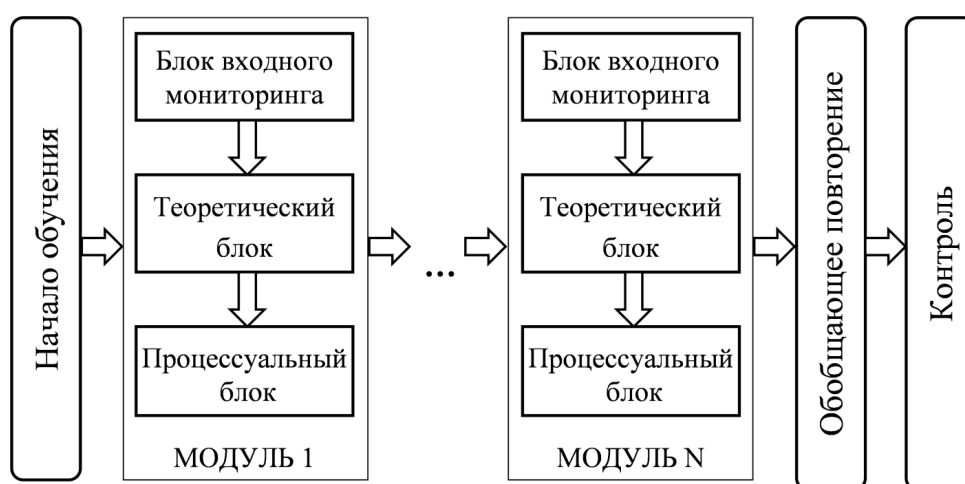 Начало обучения
Блок входного
мониторинга
Теоретический
блок
Процессуальный
блок
МОДУЛЬ 1
...
Блок входного
мониторинга
Теоретический
блок
Процессуальный
блок
МОДУЛЬ N
Обобщающее повторение
Контроль